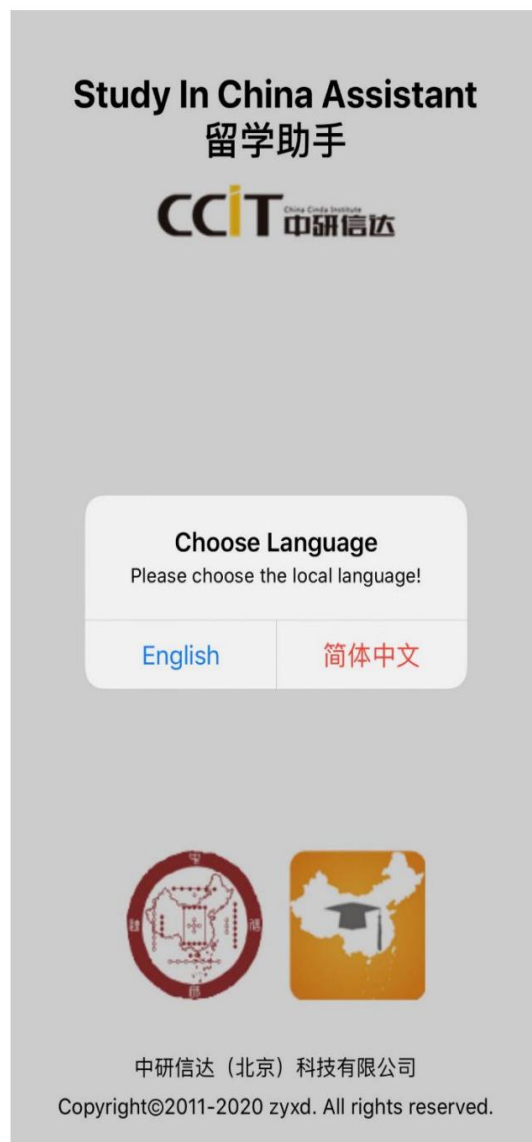 Study In China Assistant
留学助手
CCiT
China Cinda Institute
中研信达
Choose Language
Please choose the local language!
English
简体中文
中研信达（北京）科技有限公司
Copyright©2011-2020 zyxd. All rights reserved.